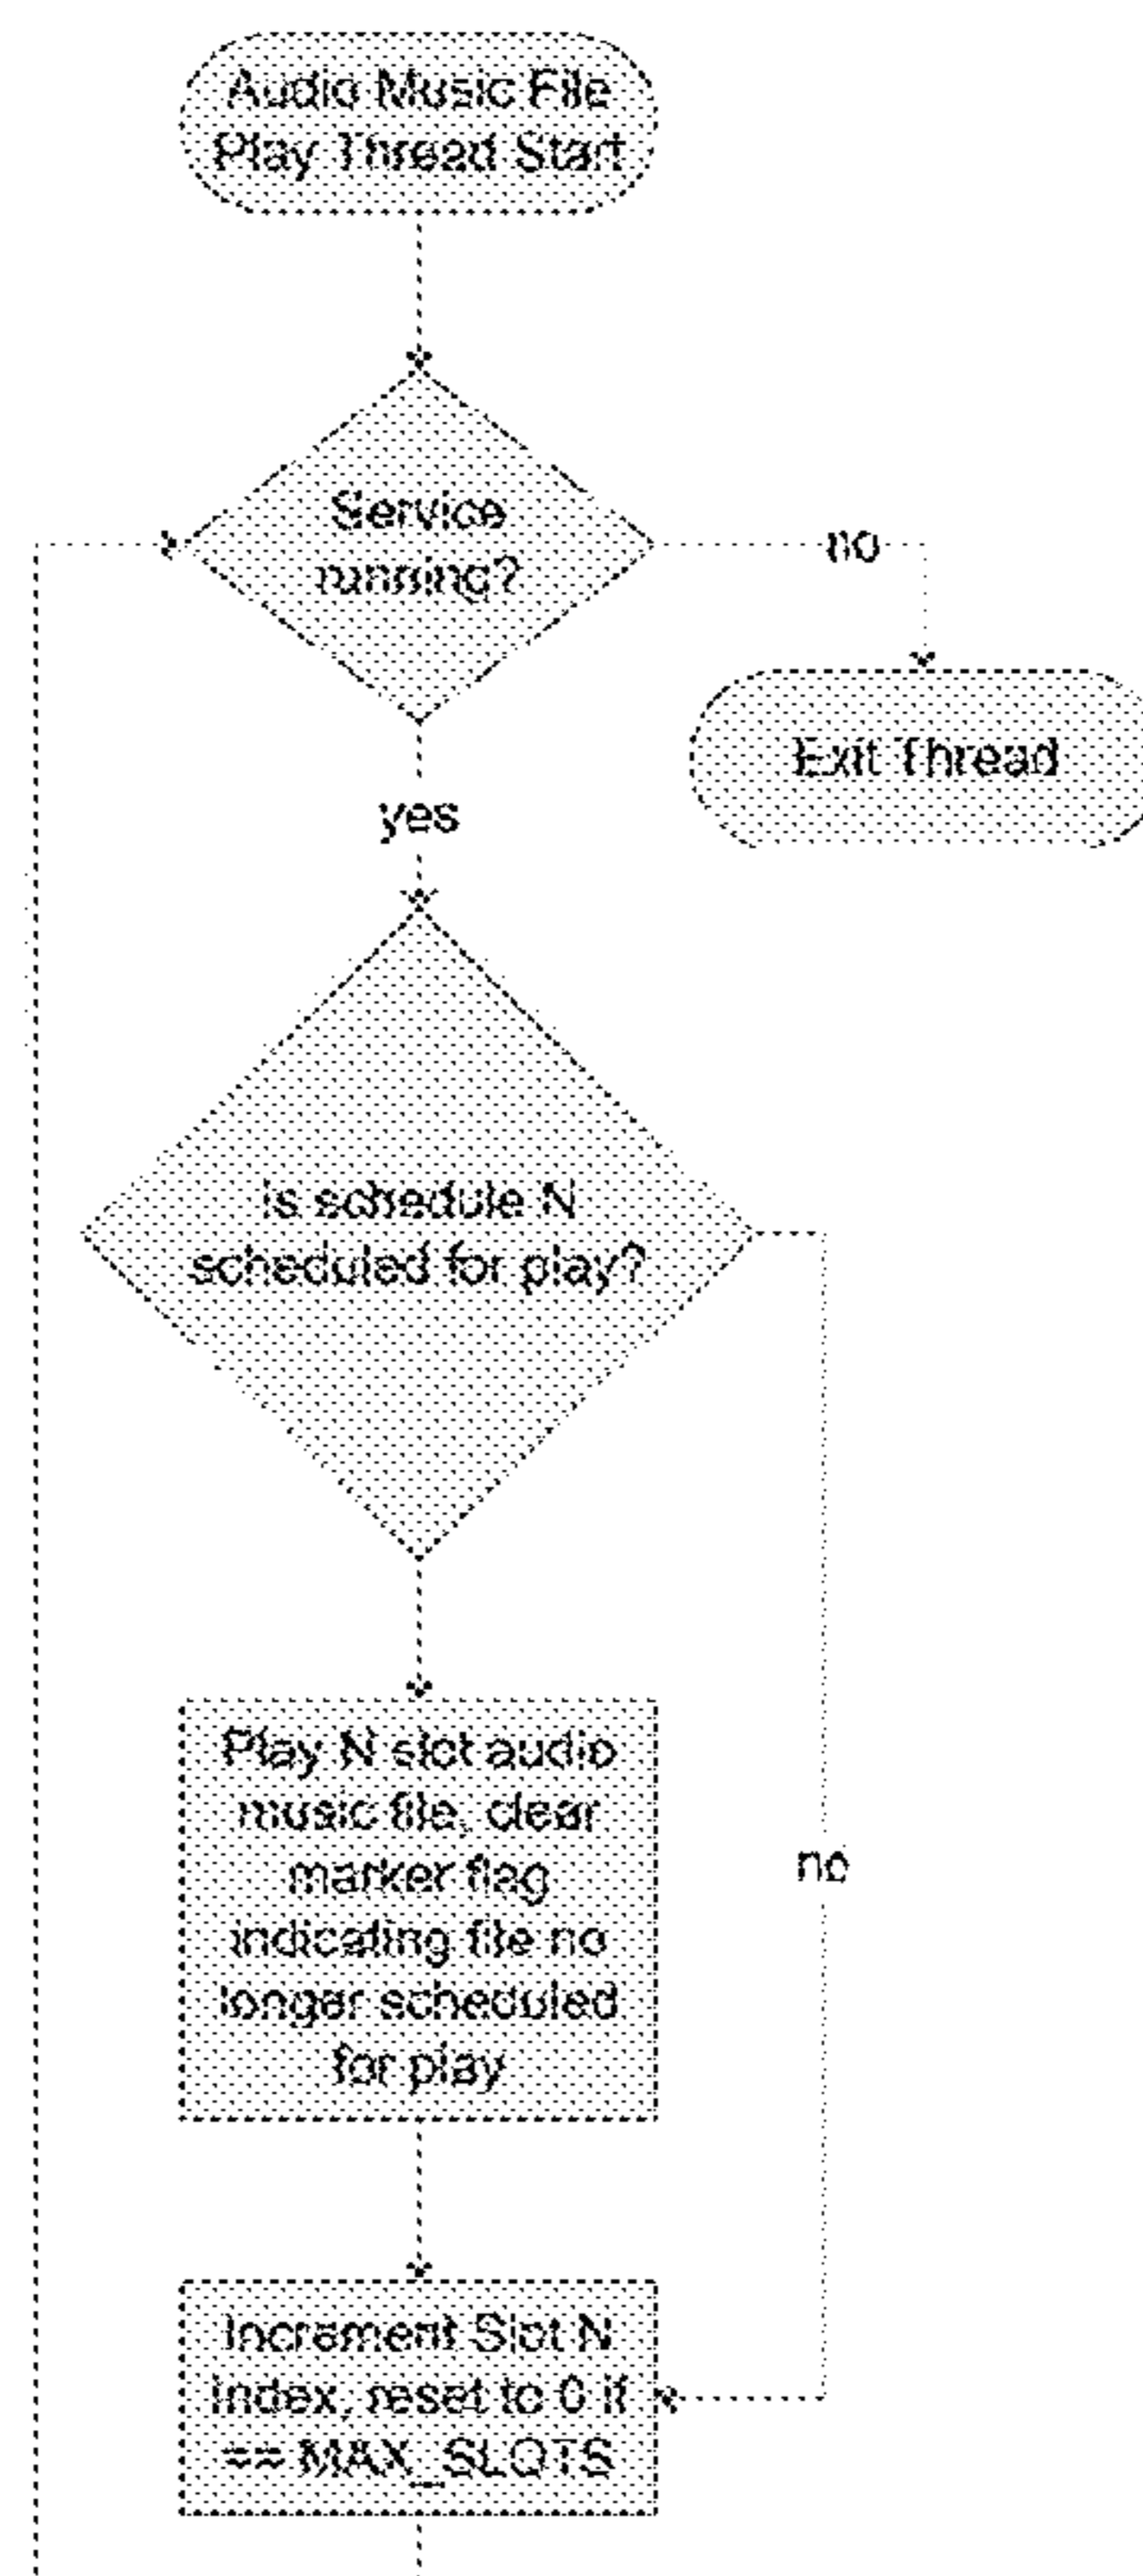 Audio Music File
Play Thread Start
Service
running?
no
Exit Thread
yes
Is schedule N
scheduled for play?
Play N slot audio
music file, clear
marker flag
indicating file no
longer scheduled
for play
no
Increment Slot N
index, reset to 0 if
== MAX_SLOTS